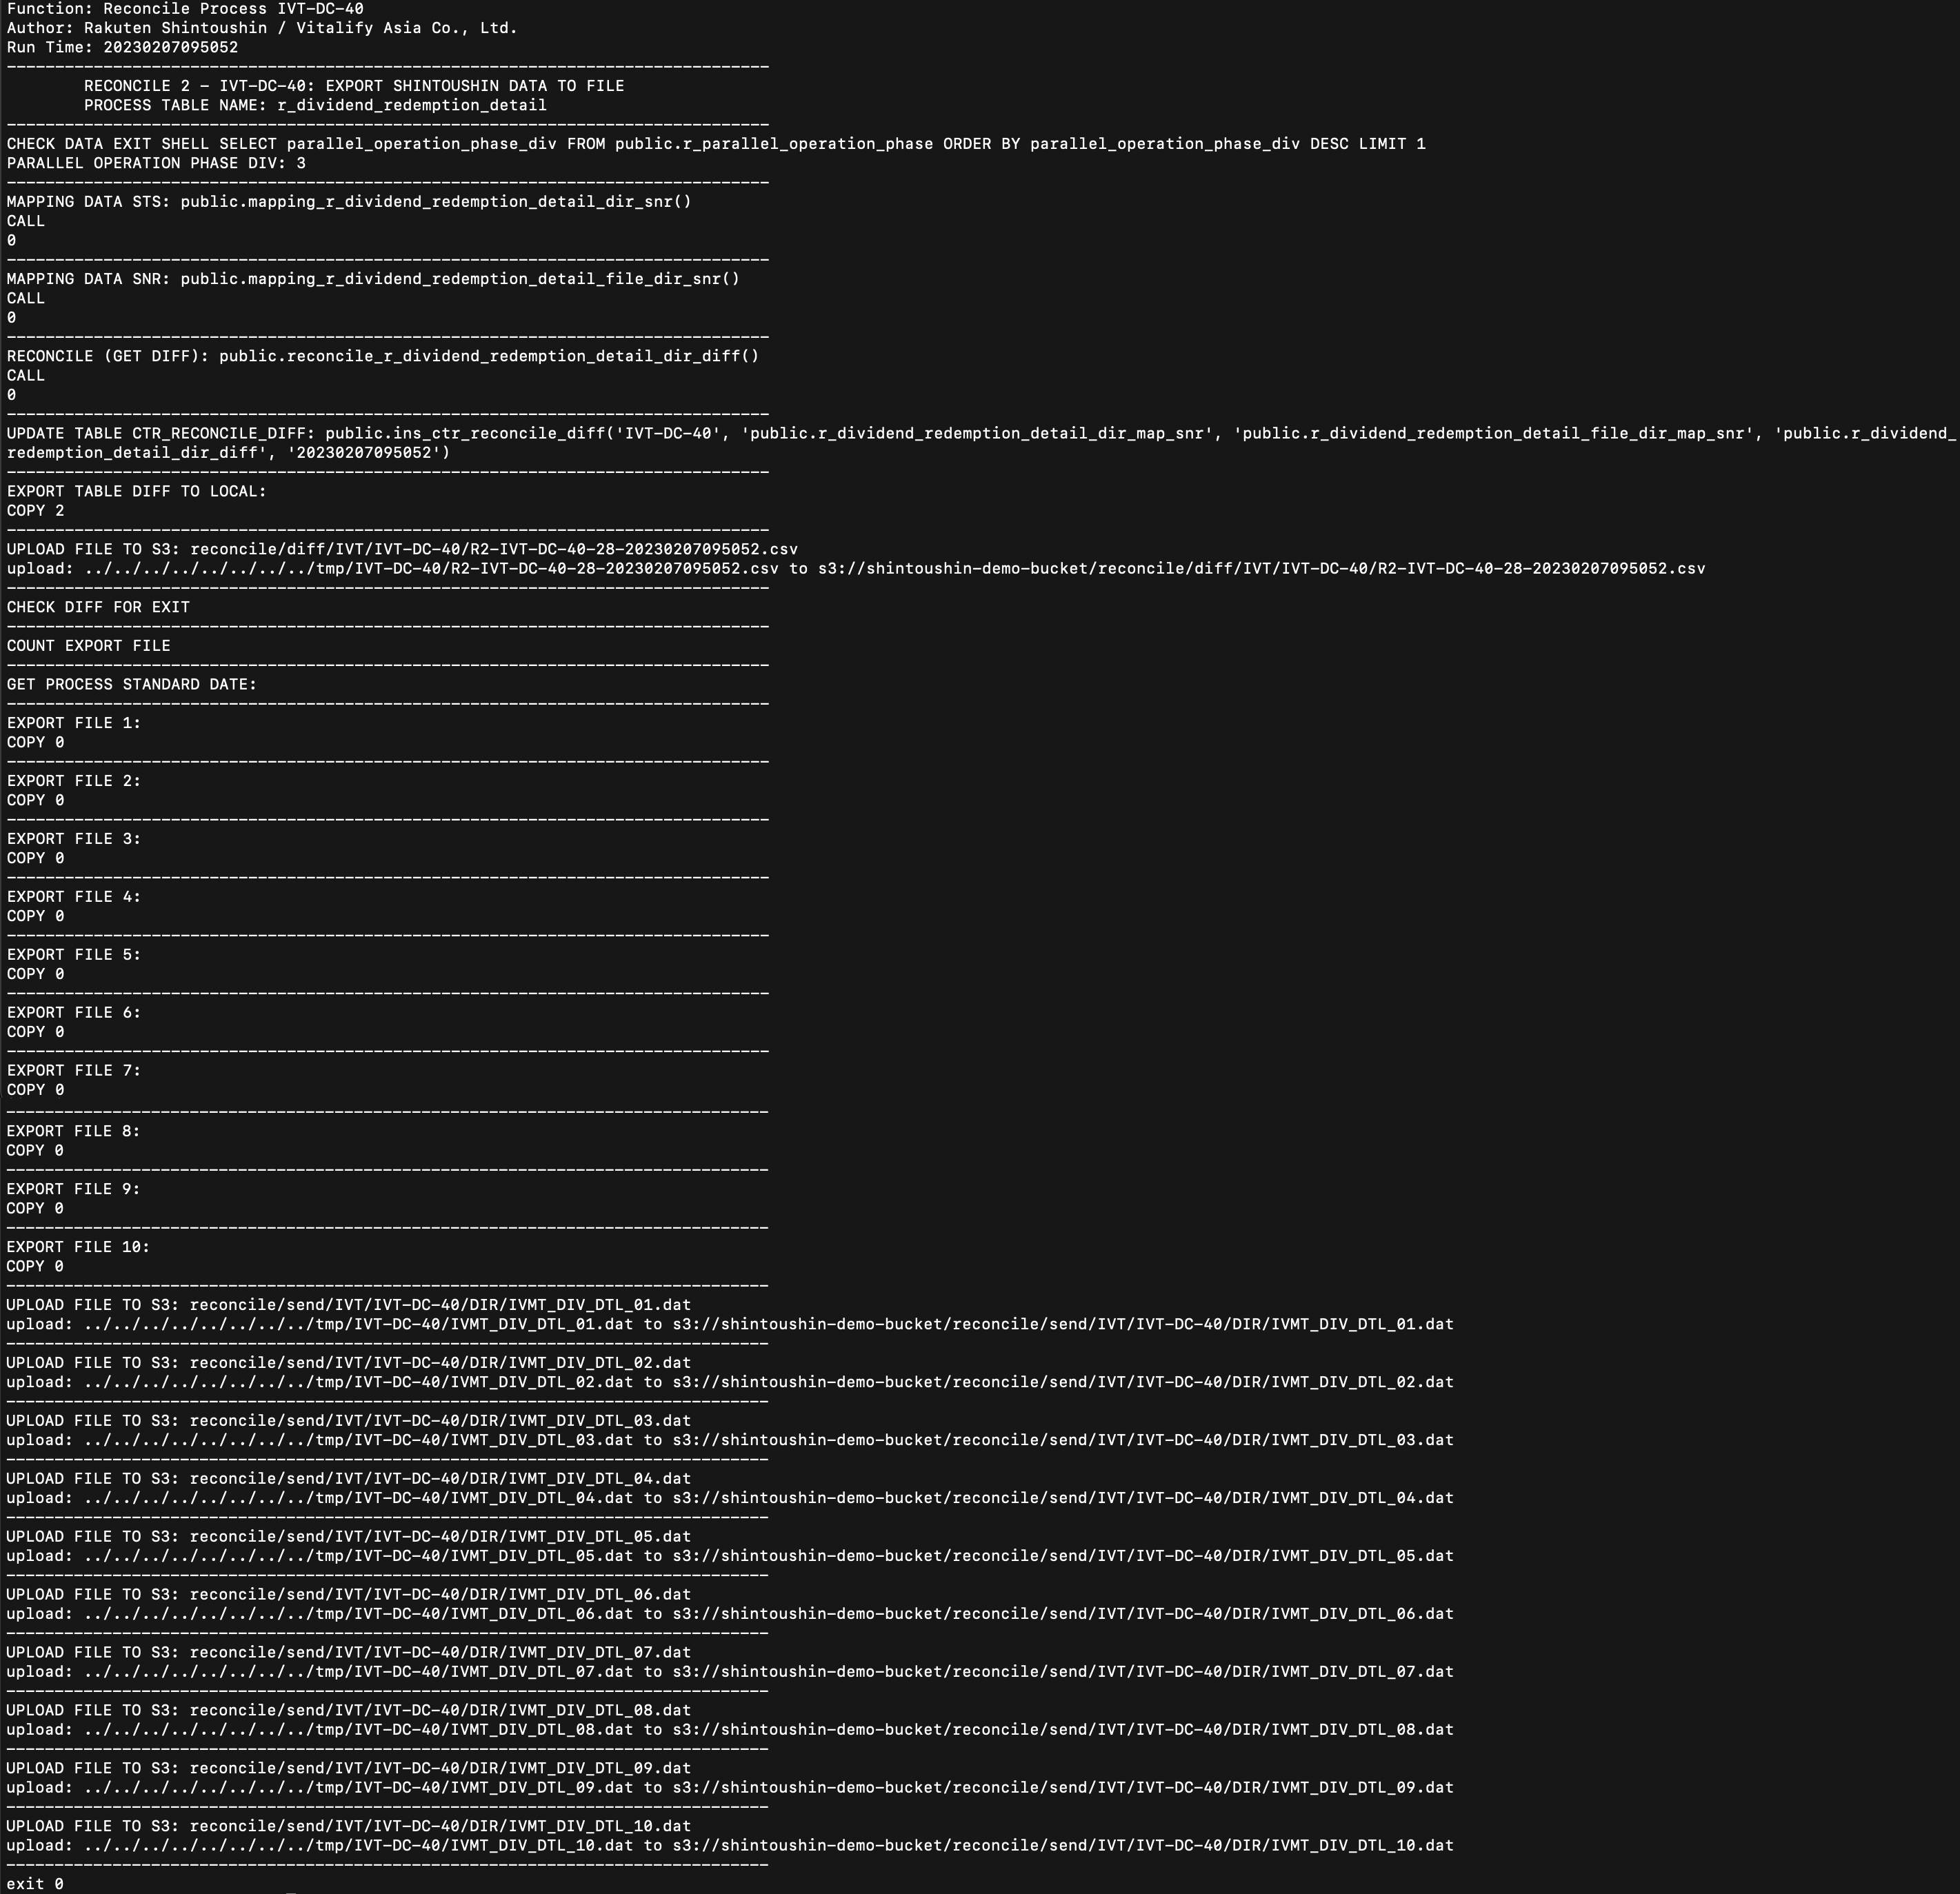 Function: Reconcile Process IVT-DC-40
Author: Rakuten Shintoushin / Vitalify Asia Co., Ltd.
Run Time: 20230207095052
-------------------------------------------------------------------------------
        RECONCILE 2 - IVT-DC-40: EXPORT SHINTOUSHIN DATA TO FILE
        PROCESS TABLE NAME: r_dividend_redemption_detail
-------------------------------------------------------------------------------
CHECK DATA EXIT SHELL SELECT parallel_operation_phase_div FROM public.r_parallel_operation_phase ORDER BY parallel_operation_phase_div DESC LIMIT 1
PARALLEL OPERATION PHASE DIV: 3
-------------------------------------------------------------------------------
MAPPING DATA STS: public.mapping_r_dividend_redemption_detail_dir_snr()
CALL
0
-------------------------------------------------------------------------------
MAPPING DATA SNR: public.mapping_r_dividend_redemption_detail_file_dir_snr()
CALL
0
-------------------------------------------------------------------------------
RECONCILE (GET DIFF): public.reconcile_r_dividend_redemption_detail_dir_diff()
CALL
0
-------------------------------------------------------------------------------
UPDATE TABLE CTR_RECONCILE_DIFF: public.ins_ctr_reconcile_diff('IVT-DC-40', 'public.r_dividend_redemption_detail_dir_map_snr', 'public.r_dividend_redemption_detail_file_dir_map_snr', 'public.r_dividend_
redemption_detail_dir_diff', '20230207095052')
-------------------------------------------------------------------------------
EXPORT TABLE DIFF TO LOCAL:
COPY 2
-------------------------------------------------------------------------------
UPLOAD FILE TO S3: reconcile/diff/IVT/IVT-DC-40/R2-IVT-DC-40-28-20230207095052.csv
upload: ../../../../../../../../tmp/IVT-DC-40/R2-IVT-DC-40-28-20230207095052.csv to s3://shintoushin-demo-bucket/reconcile/diff/IVT/IVT-DC-40/R2-IVT-DC-40-28-20230207095052.csv
-------------------------------------------------------------------------------
CHECK DIFF FOR EXIT
-------------------------------------------------------------------------------
COUNT EXPORT FILE
-------------------------------------------------------------------------------
GET PROCESS STANDARD DATE:
-------------------------------------------------------------------------------
EXPORT FILE 1:
COPY 0
-------------------------------------------------------------------------------
EXPORT FILE 2:
COPY 0
-------------------------------------------------------------------------------
EXPORT FILE 3:
COPY 0
-------------------------------------------------------------------------------
EXPORT FILE 4:
COPY 0
-------------------------------------------------------------------------------
EXPORT FILE 5:
COPY 0
-------------------------------------------------------------------------------
EXPORT FILE 6:
COPY 0
-------------------------------------------------------------------------------
EXPORT FILE 7:
COPY 0
-------------------------------------------------------------------------------
EXPORT FILE 8:
COPY 0
-------------------------------------------------------------------------------
EXPORT FILE 9:
COPY 0
-------------------------------------------------------------------------------
EXPORT FILE 10:
COPY 0
-------------------------------------------------------------------------------
UPLOAD FILE TO S3: reconcile/send/IVT/IVT-DC-40/DIR/IVMT_DIV_DTL_01.dat
upload: ../../../../../../../../tmp/IVT-DC-40/IVMT_DIV_DTL_01.dat to s3://shintoushin-demo-bucket/reconcile/send/IVT/IVT-DC-40/DIR/IVMT_DIV_DTL_01.dat
-------------------------------------------------------------------------------
UPLOAD FILE TO S3: reconcile/send/IVT/IVT-DC-40/DIR/IVMT_DIV_DTL_02.dat
upload: ../../../../../../../../tmp/IVT-DC-40/IVMT_DIV_DTL_02.dat to s3://shintoushin-demo-bucket/reconcile/send/IVT/IVT-DC-40/DIR/IVMT_DIV_DTL_02.dat
-------------------------------------------------------------------------------
UPLOAD FILE TO S3: reconcile/send/IVT/IVT-DC-40/DIR/IVMT_DIV_DTL_03.dat
upload: ../../../../../../../../tmp/IVT-DC-40/IVMT_DIV_DTL_03.dat to s3://shintoushin-demo-bucket/reconcile/send/IVT/IVT-DC-40/DIR/IVMT_DIV_DTL_03.dat
-------------------------------------------------------------------------------
UPLOAD FILE TO S3: reconcile/send/IVT/IVT-DC-40/DIR/IVMT_DIV_DTL_04.dat
upload: ../../../../../../../../tmp/IVT-DC-40/IVMT_DIV_DTL_04.dat to s3://shintoushin-demo-bucket/reconcile/send/IVT/IVT-DC-40/DIR/IVMT_DIV_DTL_04.dat
-------------------------------------------------------------------------------
UPLOAD FILE TO S3: reconcile/send/IVT/IVT-DC-40/DIR/IVMT_DIV_DTL_05.dat
upload: ../../../../../../../../tmp/IVT-DC-40/IVMT_DIV_DTL_05.dat to s3://shintoushin-demo-bucket/reconcile/send/IVT/IVT-DC-40/DIR/IVMT_DIV_DTL_05.dat
-------------------------------------------------------------------------------
UPLOAD FILE TO S3: reconcile/send/IVT/IVT-DC-40/DIR/IVMT_DIV_DTL_06.dat
upload: ../../../../../../../../tmp/IVT-DC-40/IVMT_DIV_DTL_06.dat to s3://shintoushin-demo-bucket/reconcile/send/IVT/IVT-DC-40/DIR/IVMT_DIV_DTL_06.dat
-------------------------------------------------------------------------------
UPLOAD FILE TO S3: reconcile/send/IVT/IVT-DC-40/DIR/IVMT_DIV_DTL_07.dat
upload: ../../../../../../../../tmp/IVT-DC-40/IVMT_DIV_DTL_07.dat to s3://shintoushin-demo-bucket/reconcile/send/IVT/IVT-DC-40/DIR/IVMT_DIV_DTL_07.dat
-------------------------------------------------------------------------------
UPLOAD FILE TO S3: reconcile/send/IVT/IVT-DC-40/DIR/IVMT_DIV_DTL_08.dat
upload: ../../../../../../../../tmp/IVT-DC-40/IVMT_DIV_DTL_08.dat to s3://shintoushin-demo-bucket/reconcile/send/IVT/IVT-DC-40/DIR/IVMT_DIV_DTL_08.dat
-------------------------------------------------------------------------------
UPLOAD FILE TO S3: reconcile/send/IVT/IVT-DC-40/DIR/IVMT_DIV_DTL_09.dat
upload: ../../../../../../../../tmp/IVT-DC-40/IVMT_DIV_DTL_09.dat to s3://shintoushin-demo-bucket/reconcile/send/IVT/IVT-DC-40/DIR/IVMT_DIV_DTL_09.dat
-------------------------------------------------------------------------------
UPLOAD FILE TO S3: reconcile/send/IVT/IVT-DC-40/DIR/IVMT_DIV_DTL_10.dat
upload: ../../../../../../../../tmp/IVT-DC-40/IVMT_DIV_DTL_10.dat to s3://shintoushin-demo-bucket/reconcile/send/IVT/IVT-DC-40/DIR/IVMT_DIV_DTL_10.dat
-------------------------------------------------------------------------------
exit 0